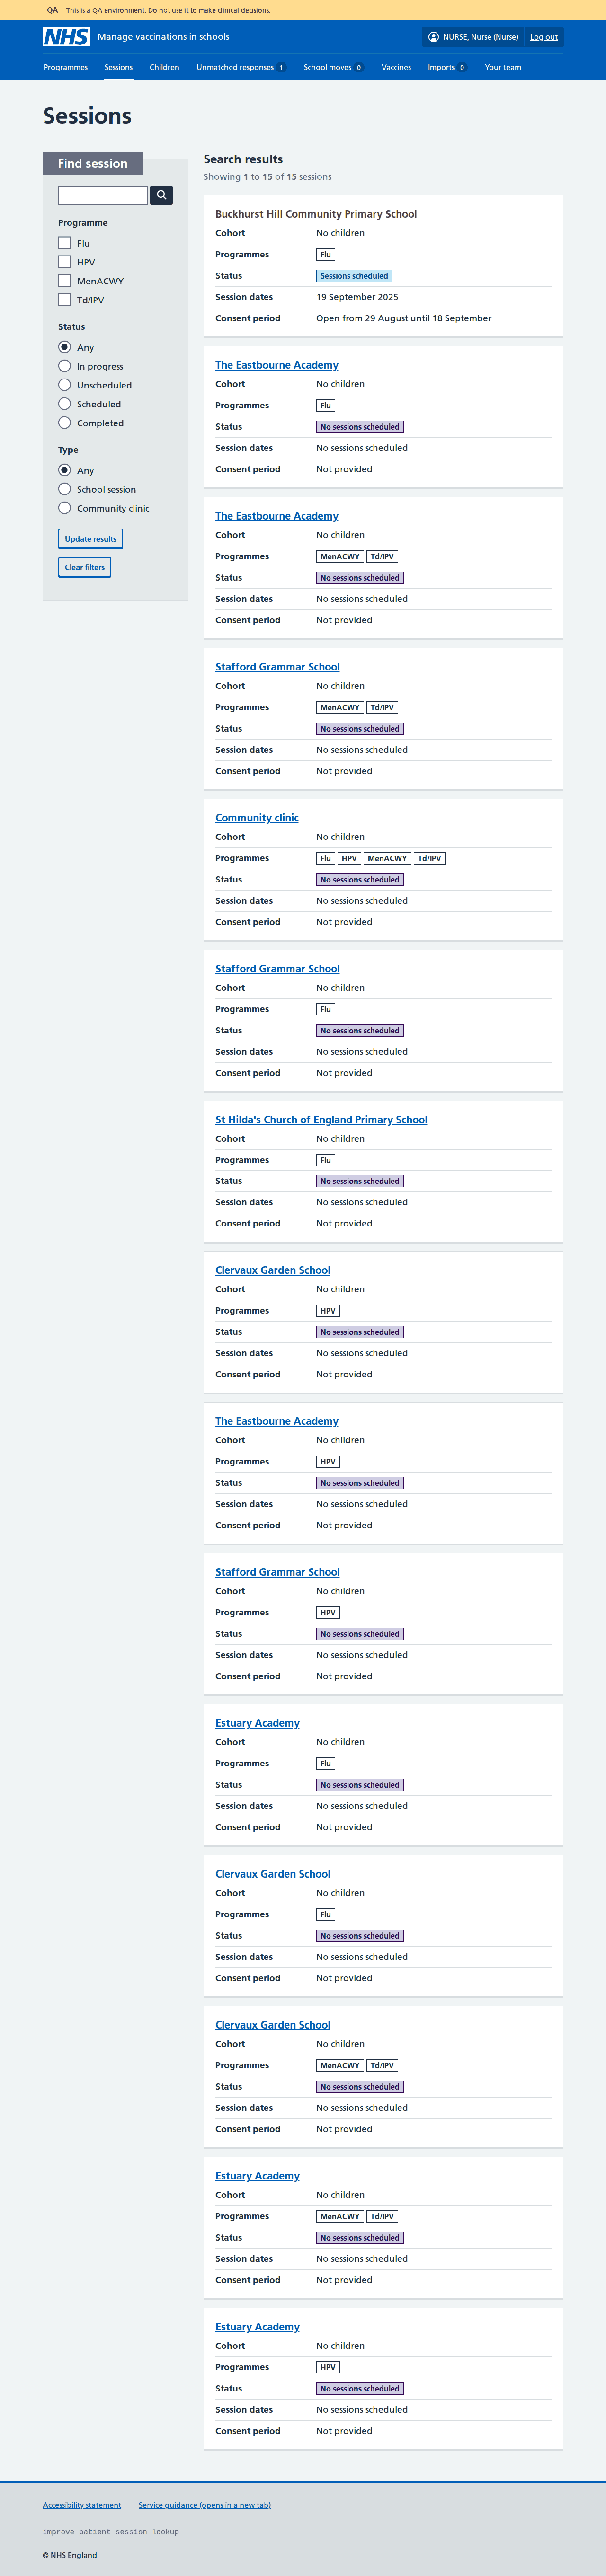 QA This is a QA environment. Do not use it to make clinical decisions.
NHS Manage vaccinations in schools NURSE, Nurse (Nurse) Log out
Programmes Sessions Children Unmatched responses 1 School moves 0 Vaccines Imports 0 Your team
Sessions
Find session
Programme
Flu
HPV
MenACWY
Td/IPV
Status
Any
In progress
Unscheduled
Scheduled
Completed
Type
Any
School session
Community clinic
Update results
Clear filters
Search results
Showing 1 to 15 of 15 sessions
Buckhurst Hill Community Primary School
Cohort No children
Programmes Flu
Status Sessions scheduled
Session dates 19 September 2025
Consent period Open from 29 August until 18 September
The Eastbourne Academy
Cohort No children
Programmes Flu
Status No sessions scheduled
Session dates No sessions scheduled
Consent period Not provided
The Eastbourne Academy
Cohort No children
Programmes MenACWY Td/IPV
Status No sessions scheduled
Session dates No sessions scheduled
Consent period Not provided
Stafford Grammar School
Cohort No children
Programmes MenACWY Td/IPV
Status No sessions scheduled
Session dates No sessions scheduled
Consent period Not provided
Community clinic
Cohort No children
Programmes Flu HPV MenACWY Td/IPV
Status No sessions scheduled
Session dates No sessions scheduled
Consent period Not provided
Stafford Grammar School
Cohort No children
Programmes Flu
Status No sessions scheduled
Session dates No sessions scheduled
Consent period Not provided
St Hilda's Church of England Primary School
Cohort No children
Programmes Flu
Status No sessions scheduled
Session dates No sessions scheduled
Consent period Not provided
Clervaux Garden School
Cohort No children
Programmes HPV
Status No sessions scheduled
Session dates No sessions scheduled
Consent period Not provided
The Eastbourne Academy
Cohort No children
Programmes HPV
Status No sessions scheduled
Session dates No sessions scheduled
Consent period Not provided
Stafford Grammar School
Cohort No children
Programmes HPV
Status No sessions scheduled
Session dates No sessions scheduled
Consent period Not provided
Estuary Academy
Cohort No children
Programmes Flu
Status No sessions scheduled
Session dates No sessions scheduled
Consent period Not provided
Clervaux Garden School
Cohort No children
Programmes Flu
Status No sessions scheduled
Session dates No sessions scheduled
Consent period Not provided
Clervaux Garden School
Cohort No children
Programmes MenACWY Td/IPV
Status No sessions scheduled
Session dates No sessions scheduled
Consent period Not provided
Estuary Academy
Cohort No children
Programmes MenACWY Td/IPV
Status No sessions scheduled
Session dates No sessions scheduled
Consent period Not provided
Estuary Academy
Cohort No children
Programmes HPV
Status No sessions scheduled
Session dates No sessions scheduled
Consent period Not provided
Accessibility statement Service guidance (opens in a new tab)
improve_patient_session_lookup
© NHS England